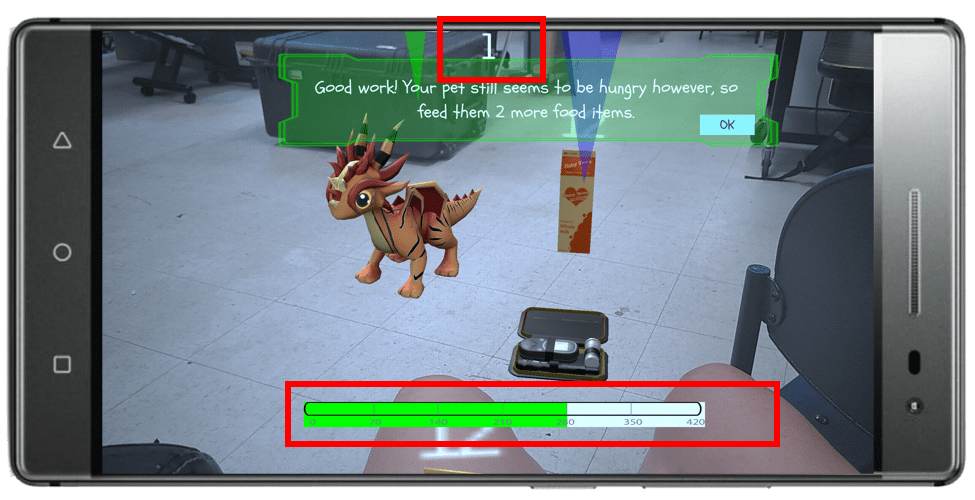 1
Good work! Your pet still seems to be hungry however, so
feed them 2 more food items.
OK
0 70 140 210 280 350 420